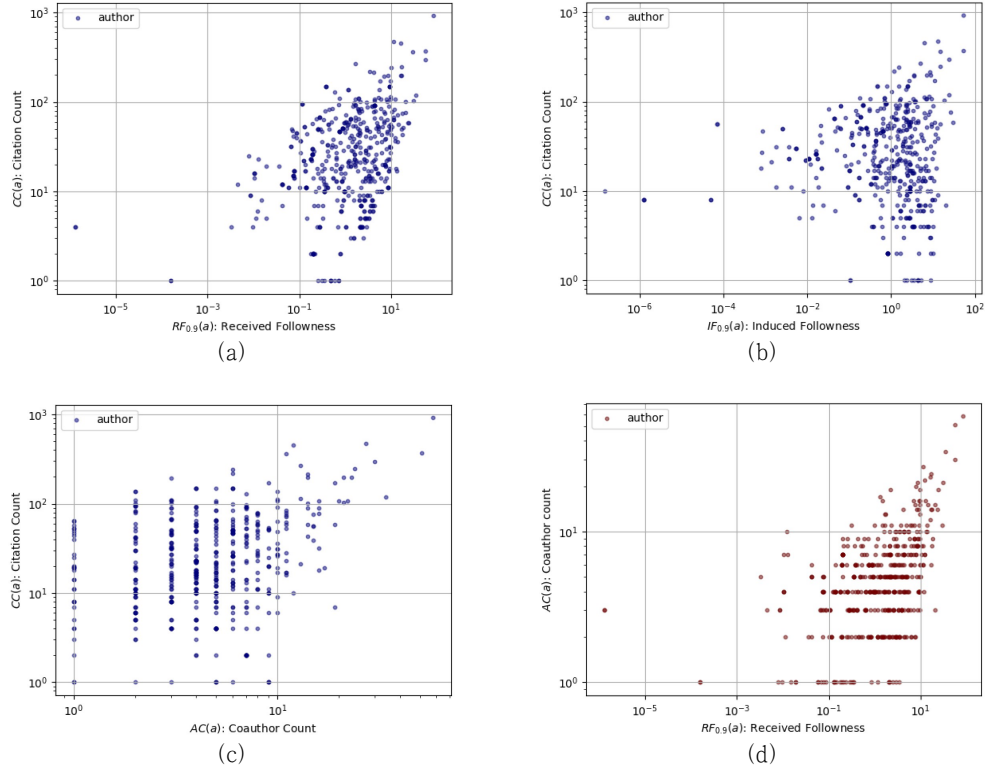 author
10³
10²
10¹
10⁰
CC(a): Citation Count
10⁻⁵
10⁻³
10⁻¹
10¹
RF₀.₉(a): Received Followness
(a)
author
10³
10²
10¹
10⁰
CC(a): Citation Count
10⁻⁶
10⁻⁴
10⁻²
10⁰
10²
IF₀.₉(a): Induced Followness
(b)
author
10³
10²
10¹
10⁰
CC(a): Citation Count
10⁰
10¹
AC(a): Coauthor Count
(c)
author
10¹
10⁰
AC(a): Coauthor count
10⁻⁵
10⁻³
10⁻¹
10¹
RF₀.₉(a): Received Followness
(d)